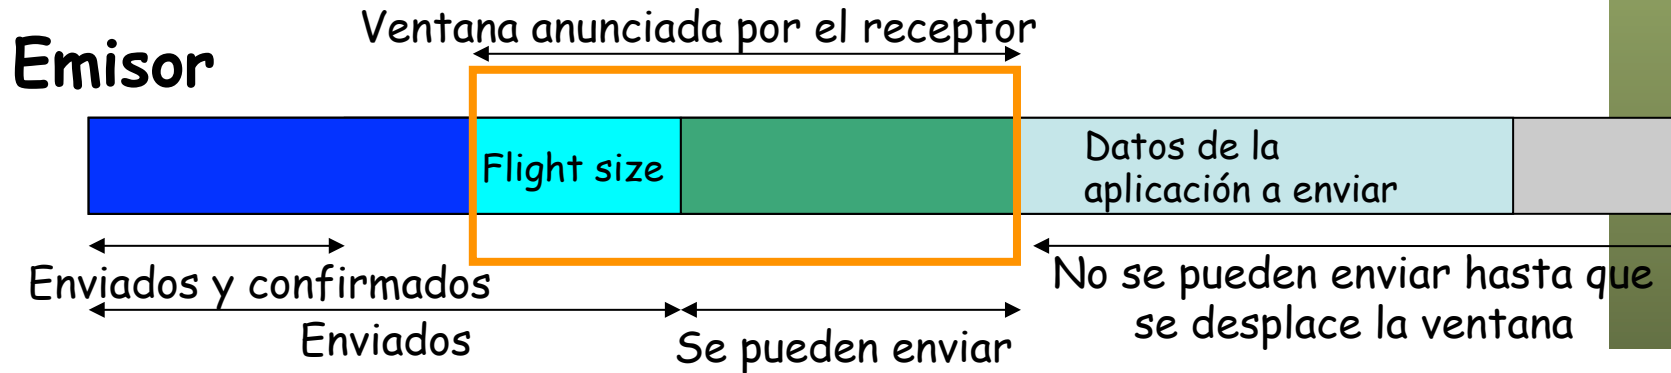 Ventana anunciada por el receptor
Emisor
Flight size
Datos de la
aplicación a enviar
Enviados y confirmados
No se pueden enviar hasta que
se desplace la ventana
Enviados
Se pueden enviar